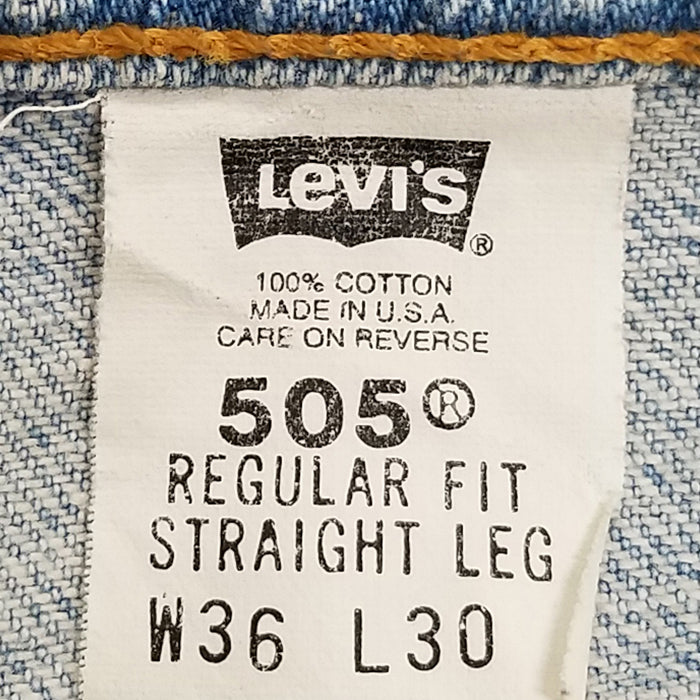 Levi's®
100% COTTON
MADE IN U.S.A.
CARE ON REVERSE
505®
REGULAR FIT
STRAIGHT LEG
W36 L30